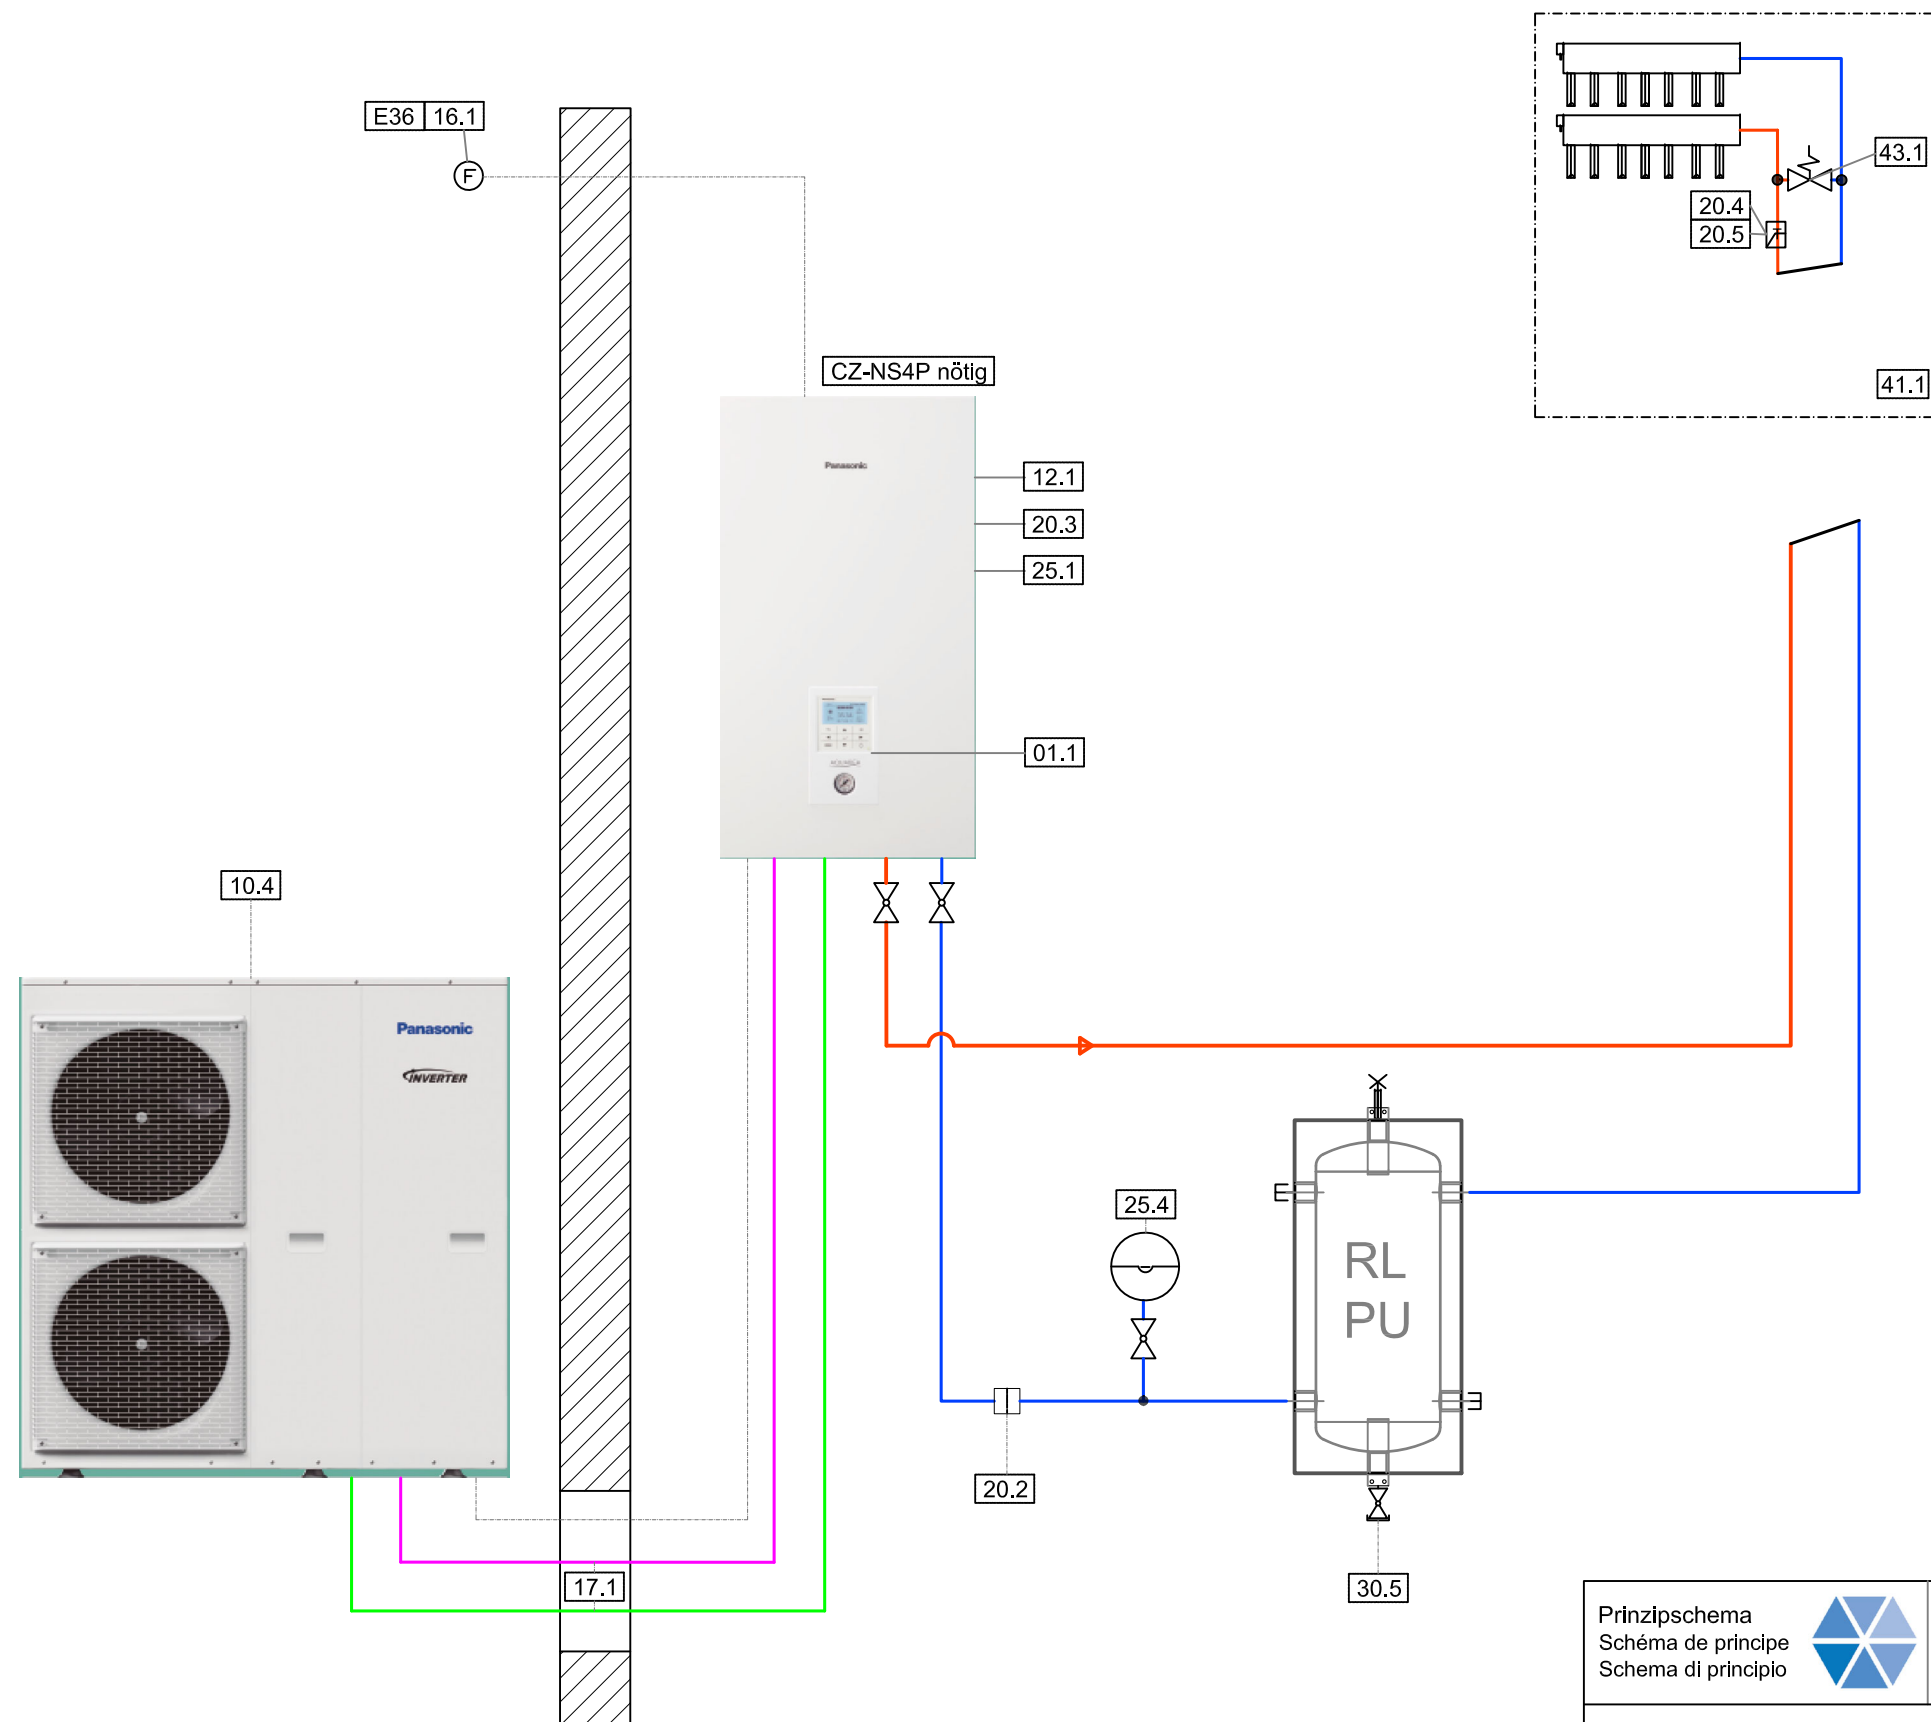 E36 16.1
F
43.1
20.4
20.5
41.1
CZ-NS4P nötig
Panasonic
12.1
20.3
25.1
01.1
10.4
Panasonic
INVERTER
25.4
RL
PU
20.2
17.1
30.5
Prinzipschema
Schéma de principe
Schema di principio